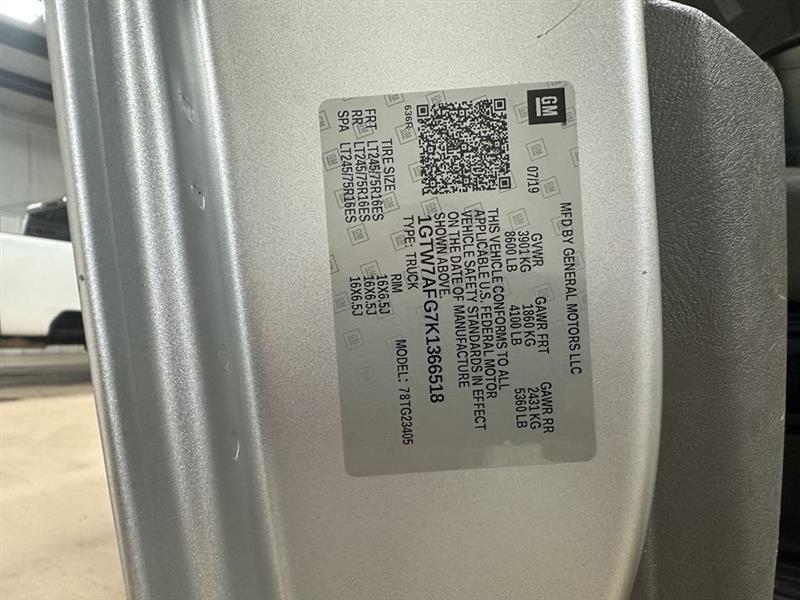 GM
MFD BY GENERAL MOTORS LLC
07/19
GVWR GAWR FRT GAWR RR
3901 KG 1860 KG 2431 KG
8600 LB 4100 LB 5360 LB
THIS VEHICLE CONFORMS TO ALL
APPLICABLE U.S. FEDERAL MOTOR
VEHICLE SAFETY STANDARDS IN EFFECT
ON THE DATE OF MANUFACTURE
SHOWN ABOVE.
1GTW7AFG7K1366518
TYPE: TRUCK MODEL: 78TG23405
636R
TIRE SIZE RIM
FRT LT245/75R16ES 16X6.5J
RR LT245/75R16ES 16X6.5J
SPA LT245/75R16ES 16X6.5J